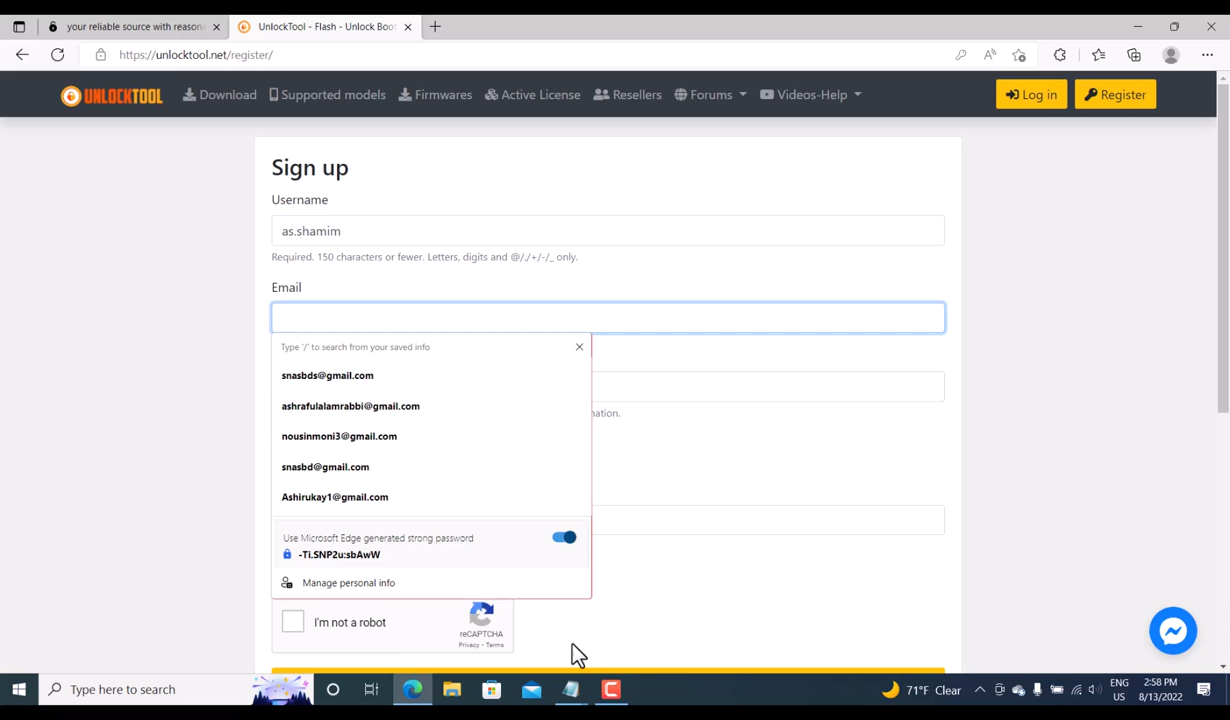 your reliable source with reason
UnlockTool - Flash - Unlock Boo
https://unlocktool.net/register/
UNLOCKTOOL
Download
Supported models
Firmwares
Active License
Resellers
Forums
Videos-Help
Log in
Register
Sign up
Username
as.shamim
Required. 150 characters or fewer. Letters, digits and @/./+/-/_ only.
Email
Type '/' to search from your saved info
snasbds@gmail.com
ashrafulalamrabbi@gmail.com
mation.
nousinmoni3@gmail.com
snasbd@gmail.com
Ashirukay1@gmail.com
Use Microsoft Edge generated strong password
-Ti.SNP2u:sbAwW
Manage personal info
I'm not a robot
reCAPTCHA
Privacy - Terms
Type here to search
71°F Clear
ENG
US
2:58 PM
8/13/2022